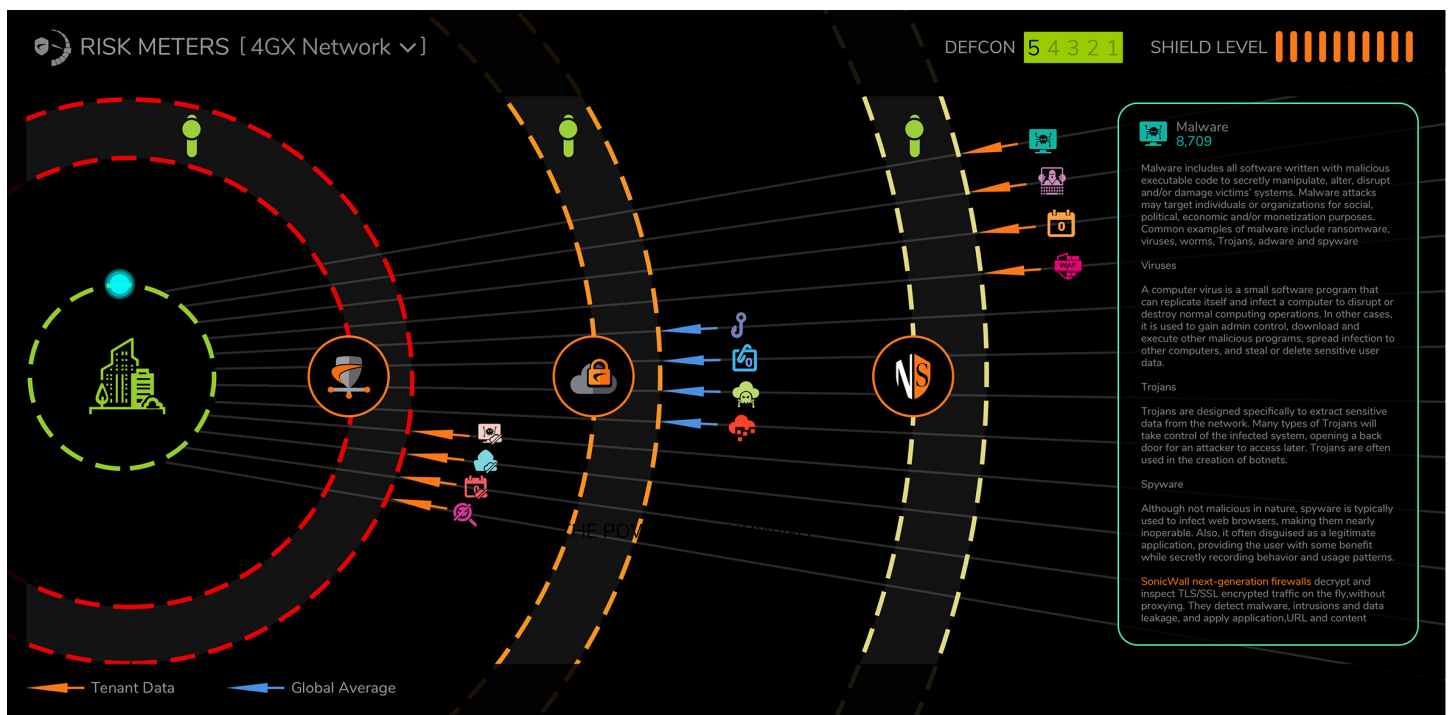 RISK METERS [ 4GX Network ]
DEFCON 5 4 3 2 1 SHIELD LEVEL
Malware
8,709
Malware includes all software written with malicious
executable code to secretly manipulate, alter, disrupt
and/or damage victims' systems. Malware attacks
may target individuals or organizations for social,
political, economic and/or monetization purposes.
Common examples of malware include ransomware,
viruses, worms, Trojans, adware and spyware
Viruses
A computer virus is a small software program that
can replicate itself and infect a computer to disrupt or
destroy normal computing operations. In other cases,
it is used to gain admin control, download and
execute other malicious programs, spread infection to
other computers, and steal or delete sensitive user
data.
Trojans
Trojans are designed specifically to extract sensitive
data from the network. Many types of Trojans will
take control of the infected system, opening a back
door for an attacker to access later. Trojans are often
used in the creation of botnets.
Spyware
Although not malicious in nature, spyware is typically
used to infect web browsers, making them nearly
inoperable. Also, it often disguised as a legitimate
application, providing the user with some benefit
while secretly recording behavior and usage patterns.
SonicWall next-generation firewalls decrypt and
inspect TLS/SSL encrypted traffic on the fly,without
proxying. They detect malware, intrusions and data
leakage, and apply application,URL and content
0
WAF
0
NS
0
Tenant Data
Global Average